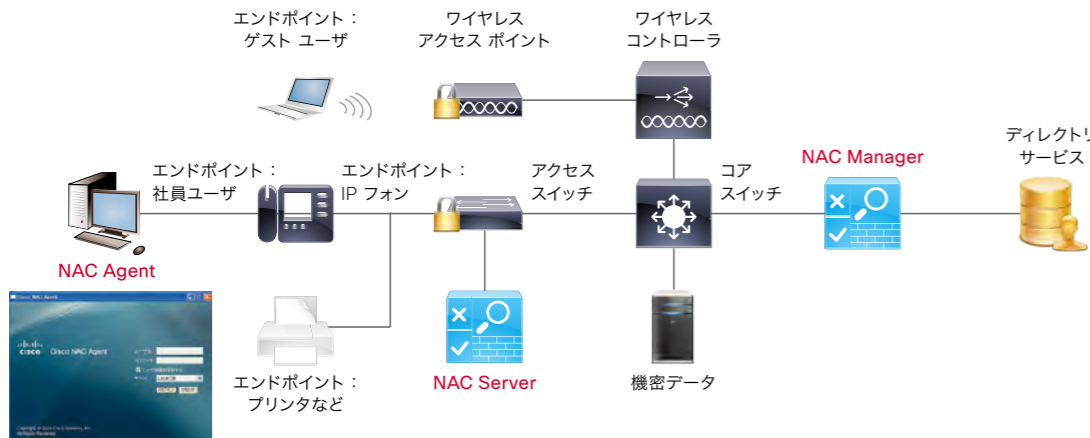 エンドポイント：
ゲスト ユーザ
ワイヤレス
アクセス ポイント
ワイヤレス
コントローラ
エンドポイント：
社員ユーザ
エンドポイント：
IP フォン
アクセス
スイッチ
コア
スイッチ
NAC Manager
ディレクトリ
サービス
NAC Agent
Cisco NAC Agent
CISCO
Cisco NAC Agent
エンドポイント：
プリンタなど
NAC Server
機密データ